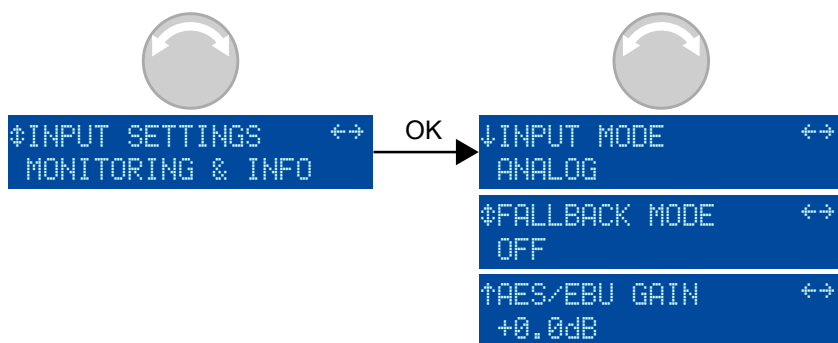 ↕INPUT SETTINGS ←→
MONITORING & INFO
OK
↓INPUT MODE ←→
ANALOG
↕FALLBACK MODE ←→
OFF
↑AES/EBU GAIN ←→
+0.0dB